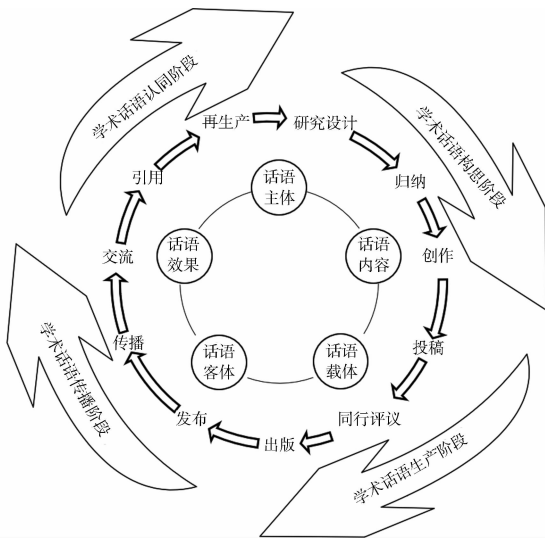 学术话语认同阶段
学术话语构思阶段
学术话语生产阶段
学术话语传播阶段
再生产
研究设计
归纳
创作
投稿
同行评议
出版
发布
传播
交流
引用
话语
主体
话语
内容
话语
载体
话语
客体
话语
效果